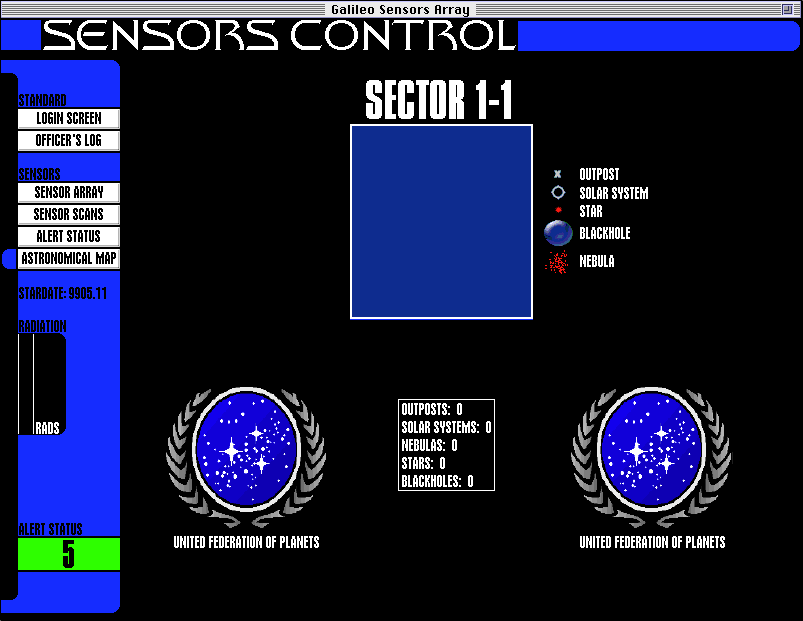 Galileo Sensors Array
SENSORS CONTROL
STANDARD
LOGIN SCREEN
OFFICER'S LOG
SENSORS
SENSOR ARRAY
SENSOR SCANS
ALERT STATUS
ASTRONOMICAL MAP
STARDATE: 9905.11
RADIATION
RADS
ALERT STATUS
5
SECTOR 1-1
OUTPOST
SOLAR SYSTEM
STAR
BLACKHOLE
NEBULA
OUTPOSTS: 0
SOLAR SYSTEMS: 0
NEBULAS: 0
STARS: 0
BLACKHOLES: 0
UNITED FEDERATION OF PLANETS
UNITED FEDERATION OF PLANETS